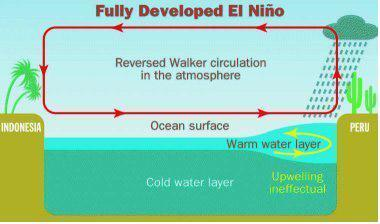 Fully Developed El Niño
Reversed Walker circulation
in the atmosphere
INDONESIA
Ocean surface
PERU
Warm water layer
Cold water layer
Upwelling
ineffectual